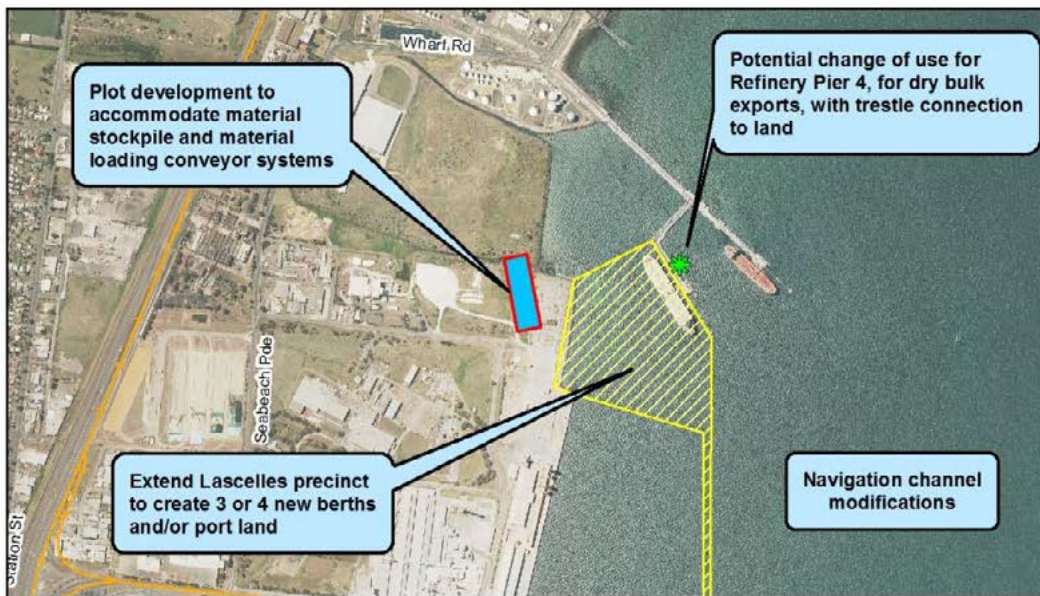 Wharf Rd
Plot development to
accommodate material
stockpile and material
loading conveyor systems
Potential change of use for
Refinery Pier 4, for dry bulk
exports, with trestle connection
to land
Seabeach Pde
Station St
Extend Lascelles precinct
to create 3 or 4 new berths
and/or port land
Navigation channel
modifications